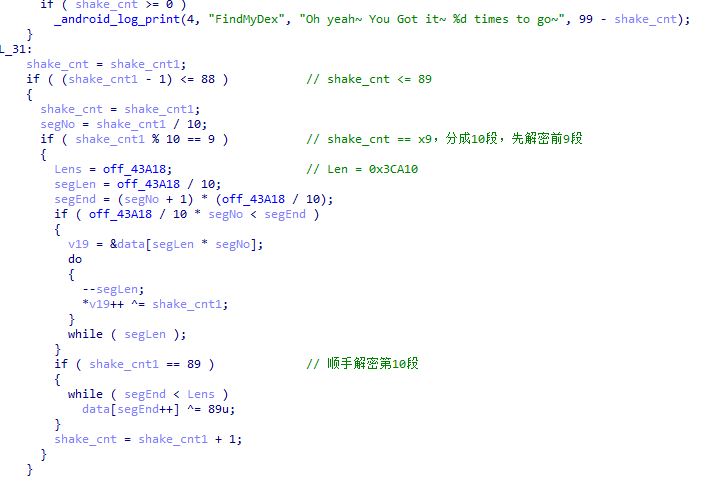 if ( shake_cnt >= 0 )
_android_log_print(4, "FindMyDex", "Oh yeah~ You Got it~ %d times to go~", 99 - shake_cnt);
}
L_31:
shake_cnt = shake_cnt1;
if ( (shake_cnt1 - 1) <= 88 ) // shake_cnt <= 89
{
shake_cnt = shake_cnt1;
segNo = shake_cnt1 / 10;
if ( shake_cnt1 % 10 == 9 ) // shake_cnt == x9，分成10段，先解密前9段
{
Lens = off_43A18; // Len = 0x3CA10
segLen = off_43A18 / 10;
segEnd = (segNo + 1) * (off_43A18 / 10);
if ( off_43A18 / 10 * segNo < segEnd )
{
v19 = &data[segLen * segNo];
do
{
--segLen;
*v19++ ^= shake_cnt1;
}
while ( segLen );
}
if ( shake_cnt1 == 89 ) // 顺手解密第10段
{
while ( segEnd < Lens )
data[segEnd++] ^= 89u;
}
shake_cnt = shake_cnt1 + 1;
}
}